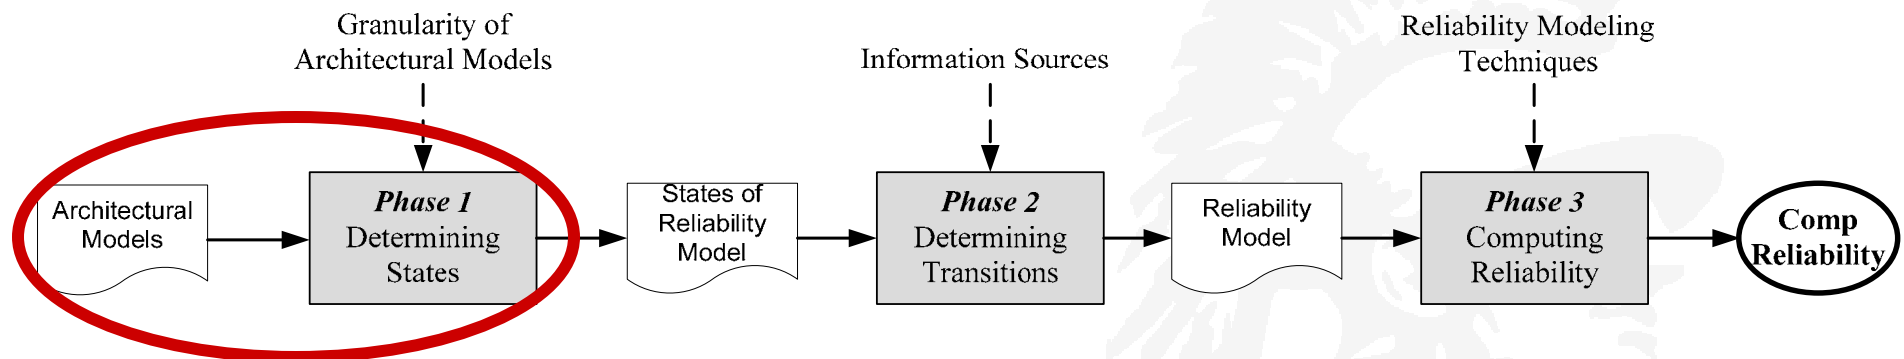 Granularity of
Architectural Models
Information Sources
Reliability Modeling
Techniques
Architectural
Models
Phase 1
Determining
States
States of
Reliability
Model
Phase 2
Determining
Transitions
Reliability
Model
Phase 3
Computing
Reliability
Comp
Reliability